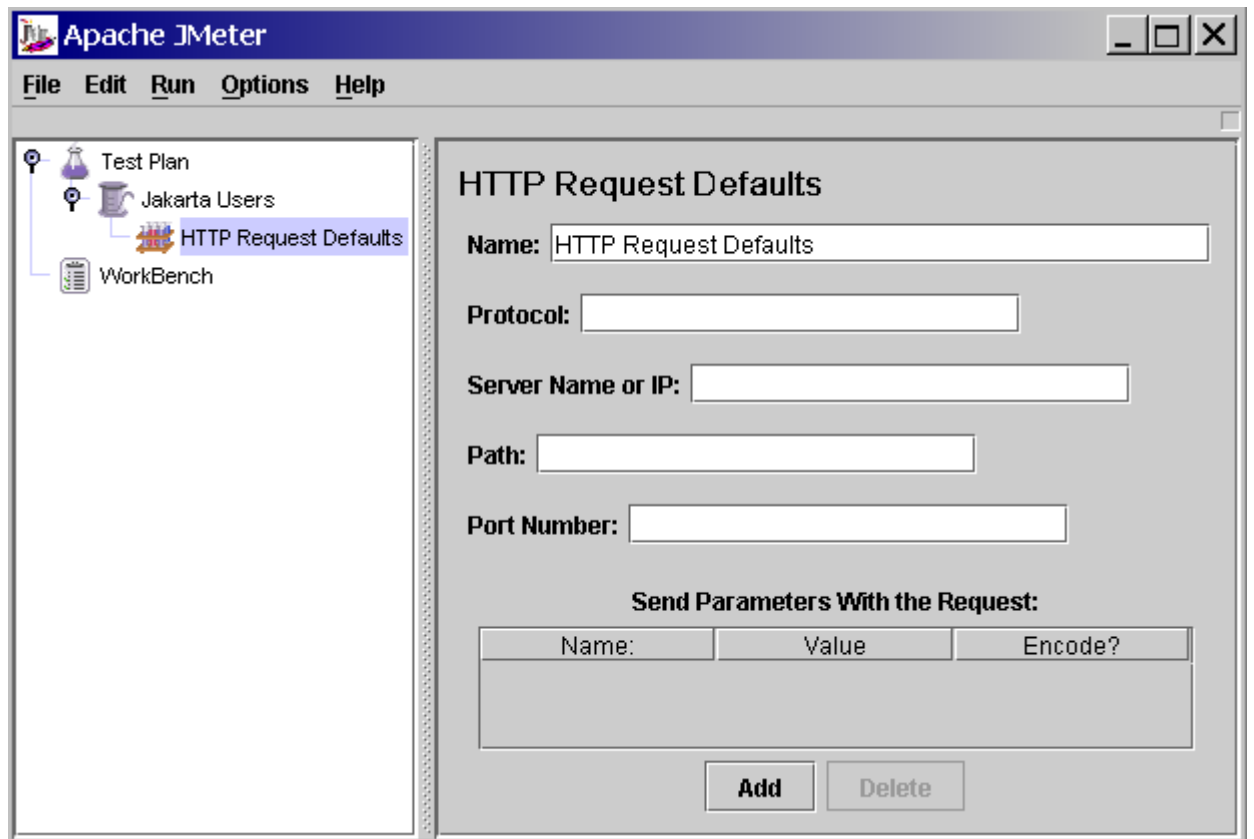 Apache JMeter
File Edit Run Options Help
Test Plan
Jakarta Users
HTTP Request Defaults
WorkBench
HTTP Request Defaults
Name: HTTP Request Defaults
Protocol:
Server Name or IP:
Path:
Port Number:
Send Parameters With the Request:
Name: Value Encode?
Add Delete